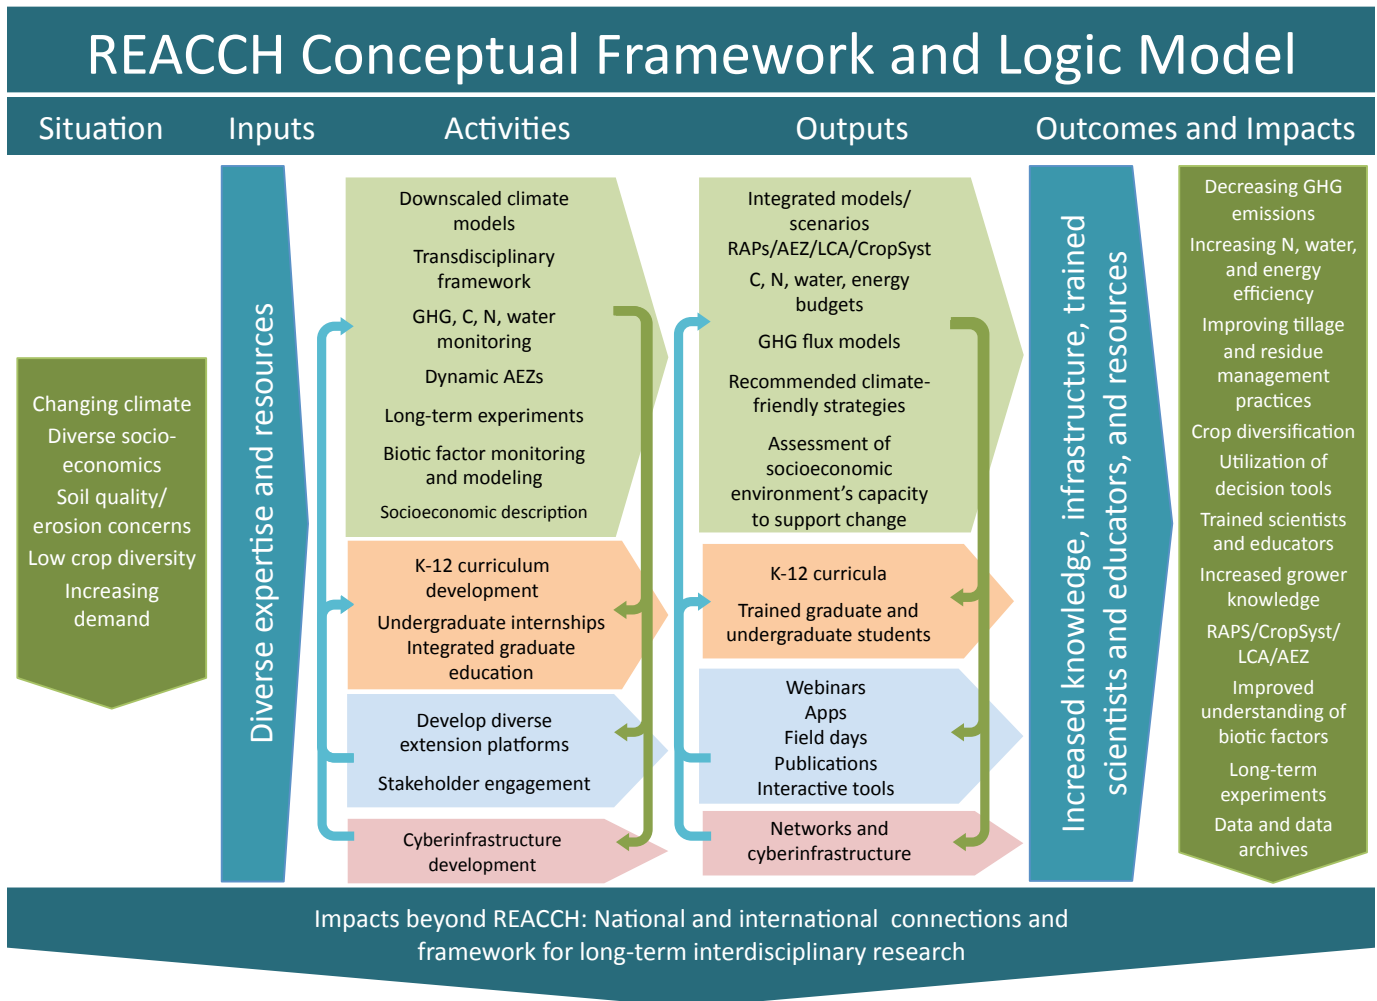 REACCH Conceptual Framework and Logic Model
Situation
Inputs
Activities
Outputs
Outcomes and Impacts
Changing climate
Diverse socio-
economics
Soil quality/
erosion concerns
Low crop diversity
Increasing
demand
Diverse expertise and resources
Downscaled climate
models
Transdisciplinary
framework
GHG, C, N, water
monitoring
Dynamic AEZs
Long-term experiments
Biotic factor monitoring
and modeling
Socioeconomic description
K-12 curriculum
development
Undergraduate internships
Integrated graduate
education
Develop diverse
extension platforms
Stakeholder engagement
Cyberinfrastructure
development
Integrated models/
scenarios
RAPs/AEZ/LCA/CropSyst
C, N, water, energy
budgets
GHG flux models
Recommended climate-
friendly strategies
Assessment of
socioeconomic
environment’s capacity
to support change
K-12 curricula
Trained graduate and
undergraduate students
Webinars
Apps
Field days
Publications
Interactive tools
Networks and
cyberinfrastructure
Increased knowledge, infrastructure, trained
scientists and educators, and resources
Decreasing GHG
emissions
Increasing N, water,
and energy
efficiency
Improving tillage
and residue
management
practices
Crop diversification
Utilization of
decision tools
Trained scientists
and educators
Increased grower
knowledge
RAPS/CropSyst/
LCA/AEZ
Improved
understanding of
biotic factors
Long-term
experiments
Data and data
archives
Impacts beyond REACCH: National and international connections and
framework for long-term interdisciplinary research